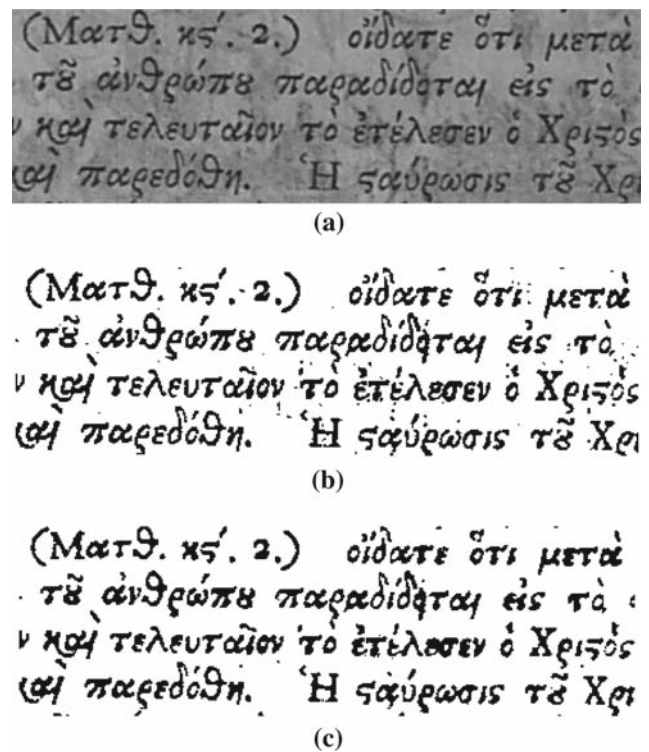 (Ματθ. κϛ΄. 2.) οἴδατε ὅτι μετὰ
τȣ͂ ἀνθρώπȣ παραδίδοται εἰς τὸ
ν καὶ τελευταῖον τὸ ἐτέλεσεν ὁ Χριϛὸς
καὶ παρεδόθη. Ἡ ϛαύρωσις τȣ͂ Χρι
(a)
(Ματθ. κϛ΄. 2.) οἴδατε ὅτι μετὰ
τȣ͂ ἀνθρώπȣ παραδίδοται εἰς τὸ
ν καὶ τελευταῖον τὸ ἐτέλεσεν ὁ Χριϛὸς
καὶ παρεδόθη. Ἡ ϛαύρωσις τȣ͂ Χρι
(b)
(Ματθ. κϛ΄. 2.) οἴδατε ὅτι μετὰ
τȣ͂ ἀνθρώπȣ παραδίδοται εἰς τὸ
ν καὶ τελευταῖον τὸ ἐτέλεσεν ὁ Χριϛὸς
καὶ παρεδόθη. Ἡ ϛαύρωσις τȣ͂ Χρι
(c)